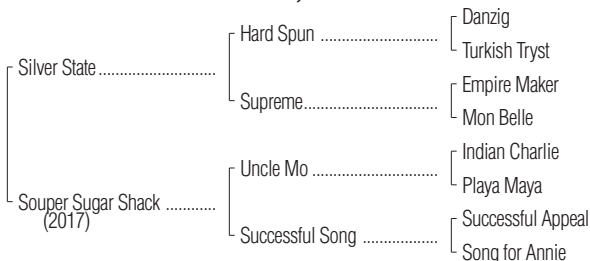 Danzig
Hard Spun ..............................
Turkish Tryst
Silver State ..............................
Empire Maker
Supreme..................................
Mon Belle
Indian Charlie
Uncle Mo ................................
Playa Maya
Souper Sugar Shack .............
(2017)
Successful Appeal
Successful Song ...................
Song for Annie